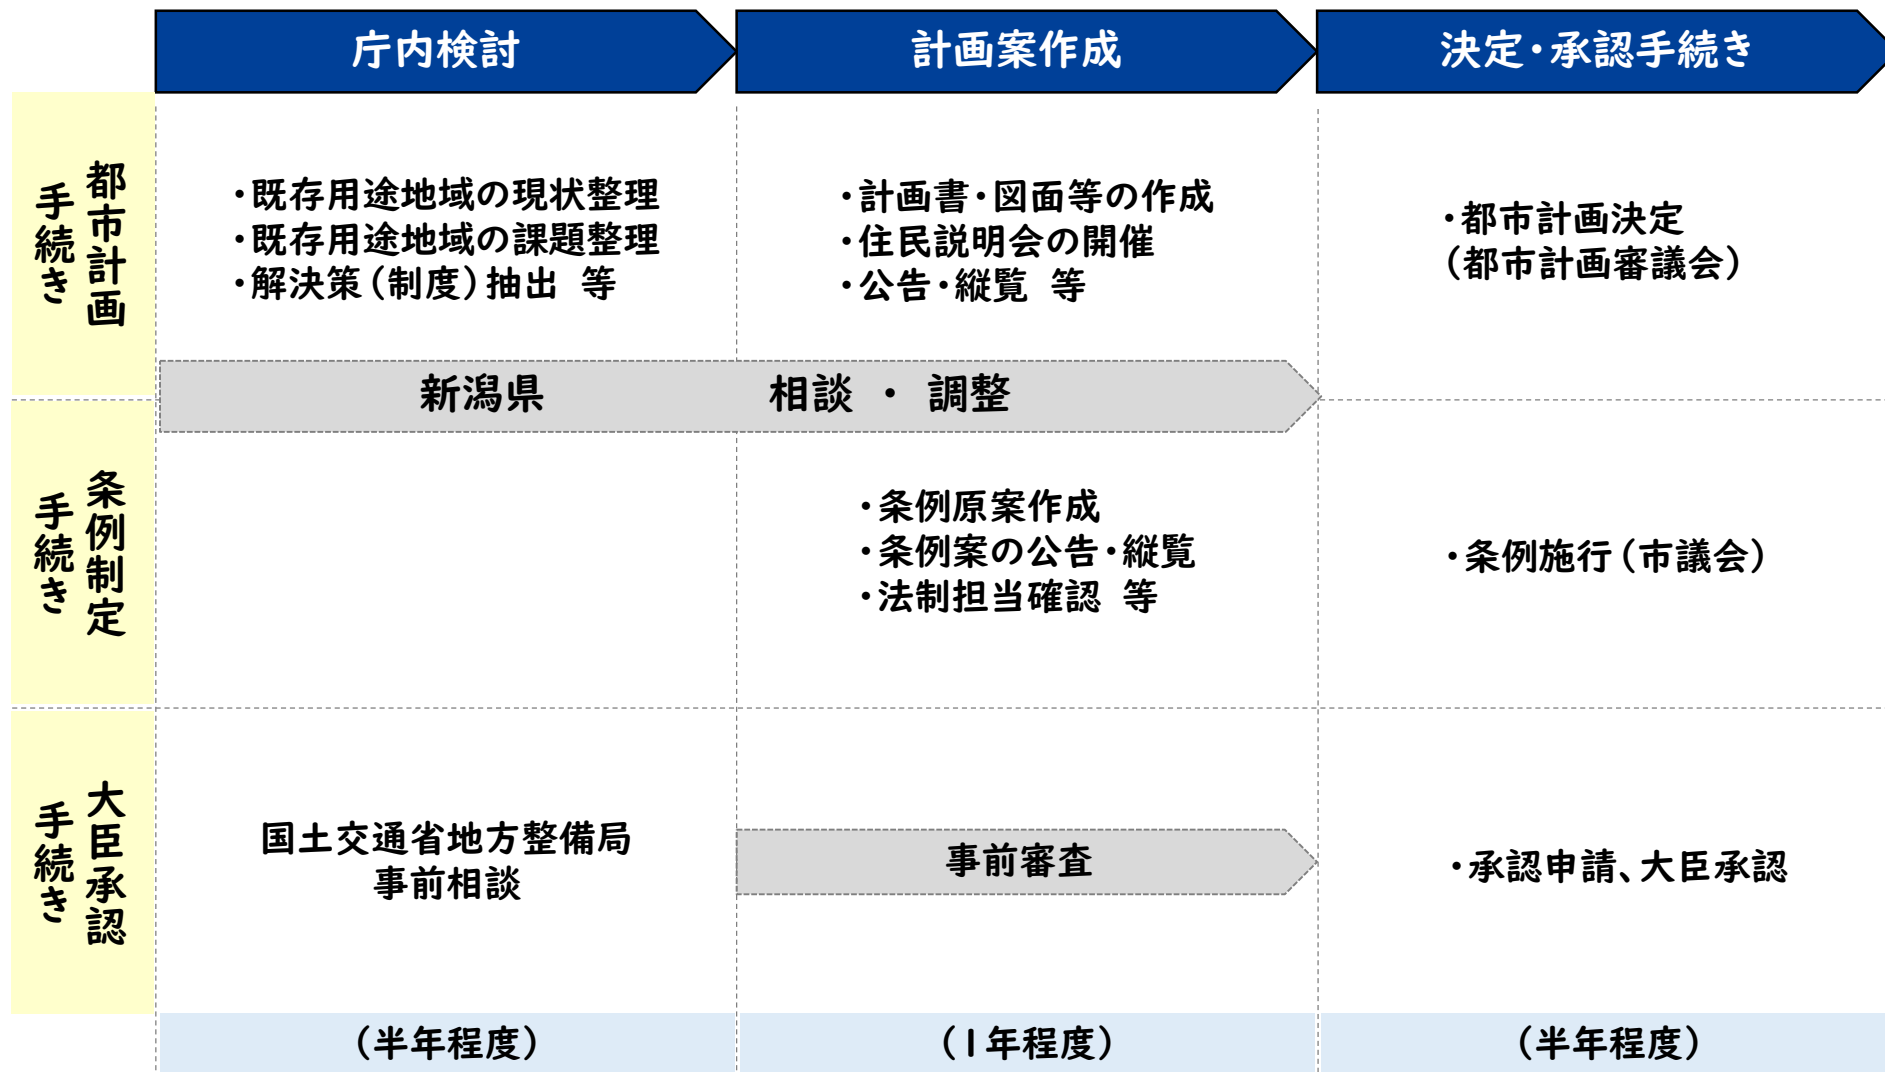 庁内検討
計画案作成
決定・承認手続き
都市計画
手続き
・既存用途地域の現状整理
・既存用途地域の課題整理
・解決策（制度）抽出 等
・計画書・図面等の作成
・住民説明会の開催
・公告・縦覧 等
・都市計画決定
（都市計画審議会）
新潟県 相談 ・ 調整
条例制定
手続き
・条例原案作成
・条例案の公告・縦覧
・法制担当確認 等
・条例施行（市議会）
大臣承認
手続き
国土交通省地方整備局
事前相談
事前審査
・承認申請、大臣承認
（半年程度）
（1年程度）
（半年程度）